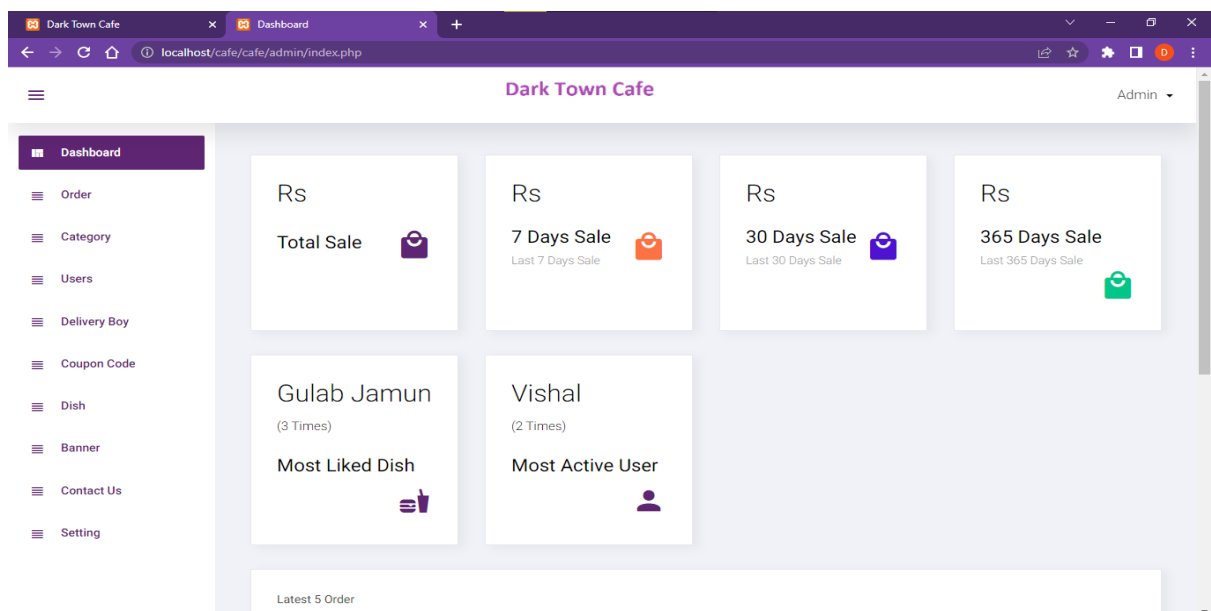 Dark Town Cafe
Dashboard
localhost/cafe/cafe/admin/index.php
D
Dark Town Cafe
Admin
Dashboard
Order
Category
Users
Delivery Boy
Coupon Code
Dish
Banner
Contact Us
Setting
Rs
Total Sale
Rs
7 Days Sale
Last 7 Days Sale
Rs
30 Days Sale
Last 30 Days Sale
Rs
365 Days Sale
Last 365 Days Sale
Gulab Jamun
(3 Times)
Most Liked Dish
Vishal
(2 Times)
Most Active User
Latest 5 Order